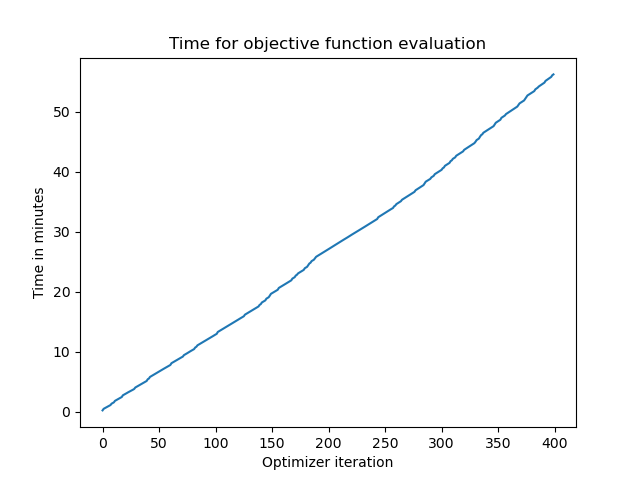 Time for objective function evaluation
Time in minutes
50
40
30
20
10
0
0 50 100 150 200 250 300 350 400
Optimizer iteration